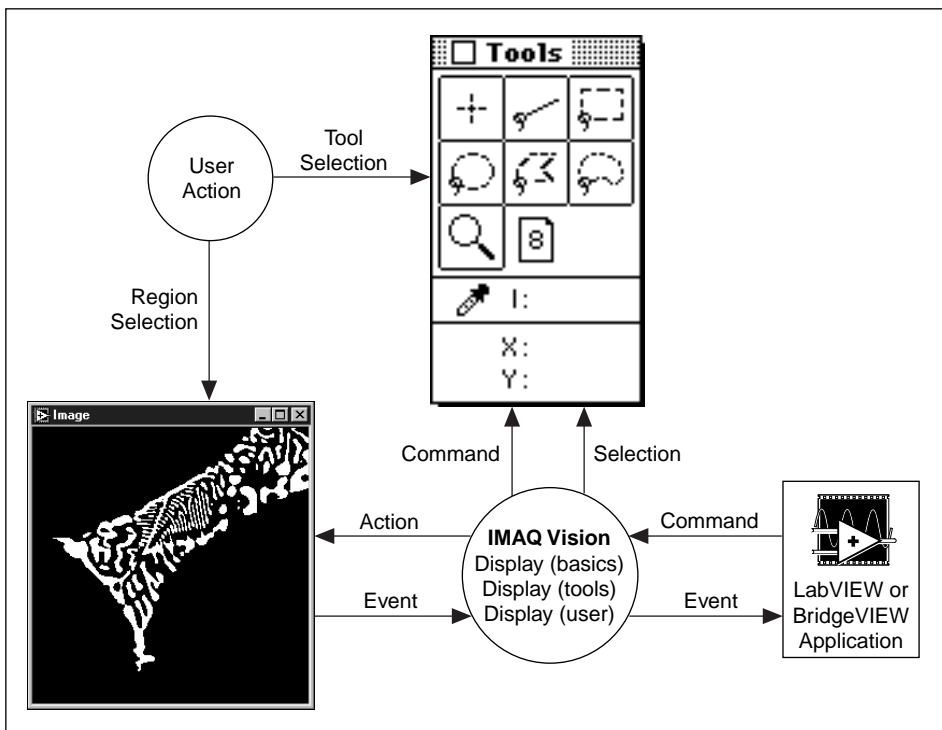 Tools
User
Action
Tool
Selection
8
I:
X:
Y:
Region
Selection
Image
Command
Selection
Action
Event
IMAQ Vision
Display (basics)
Display (tools)
Display (user)
Command
Event
LabVIEW or
BridgeVIEW
Application